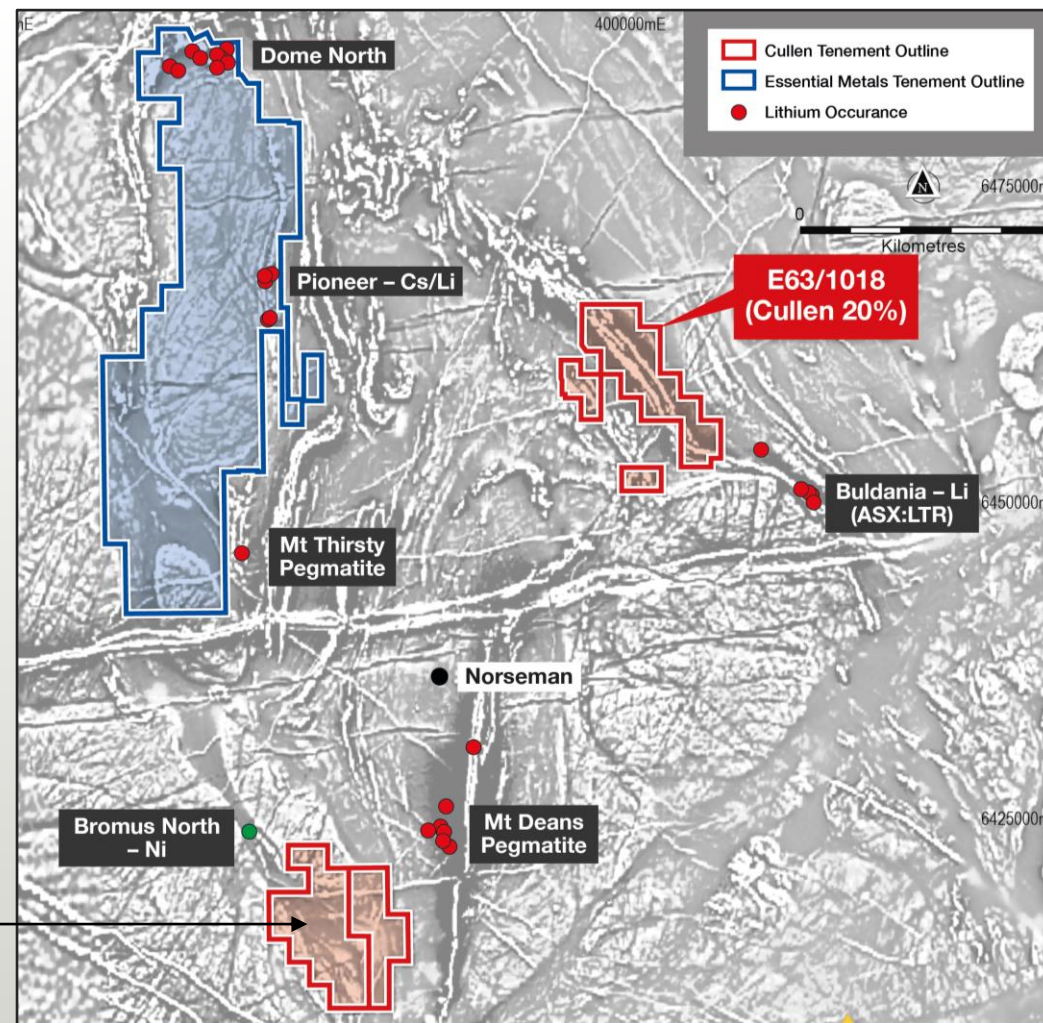 mE
400000mE
Cullen Tenement Outline
Essential Metals Tenement Outline
Lithium Occurance
Dome North
N
6475000m
0
Kilometres
Pioneer – Cs/Li
E63/1018
(Cullen 20%)
Buldania – Li
(ASX:LTR)
6450000m
Mt Thirsty
Pegmatite
Norseman
Bromus North
– Ni
Mt Deans
Pegmatite
6425000m